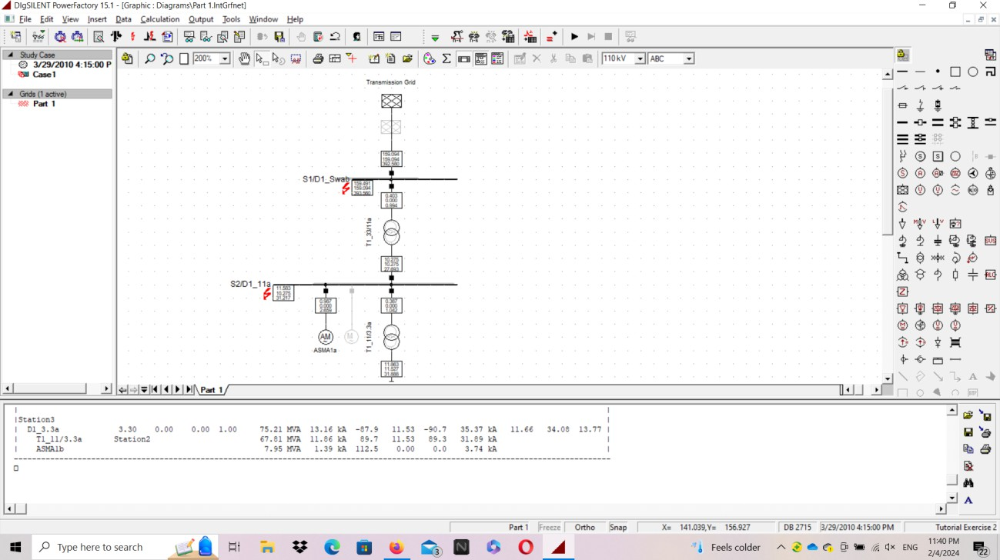 DIgSILENT PowerFactory 15.1 - [Graphic : Diagrams\Part 1.IntGrfnet]
File Edit View Insert Data Calculation Output Tools Window Help
200% 110 kV ABC
Study Case
3/29/2010 4:15:00 P
Case1
Grids (1 active)
Part 1
Transmission Grid
159.094
159.094
392.560
S1/D1_Swab
159.491
159.094
393.560
0.403
0.000
0.994
T1_33/11a
10.275
10.275
27.693
S2/D1_11a
11.583
10.275
31.217
0.987
0.000
2.659
0.387
0.000
1.042
AM
M
ASMA1a
T1_11/3.3a
11.863
11.527
31.888
Part 1
|Station3
| D1_3.3a 3.30 0.00 0.00 1.00 75.21 MVA 13.16 kA -87.9 11.53 -90.7 35.37 kA 11.66 34.08 13.77 |
| T1_11/3.3a Station2 67.81 MVA 11.86 kA 89.7 11.53 89.3 31.89 kA |
| ASMA1b 7.95 MVA 1.39 kA 112.5 0.00 0.0 3.74 kA |
Part 1 Freeze Ortho Snap X= 141.039,Y= 156.927 DB 2715 3/29/2010 4:15:00 PM Tutorial Exercise 2
Type here to search
3
Feels colder
ENG
11:40 PM
2/4/2024
22